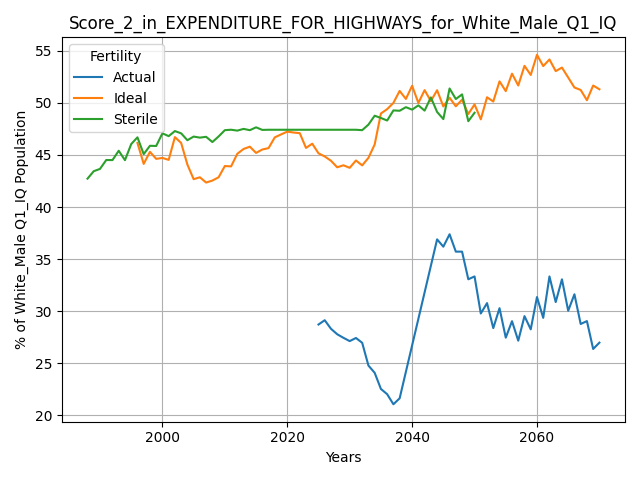 Score_2_in_EXPENDITURE_FOR_HIGHWAYS_for_White_Male_Q1_IQ
Fertility
Actual
Ideal
Sterile
% of White_Male Q1_IQ Population
55
50
45
40
35
30
25
20
2000
2020
2040
2060
Years